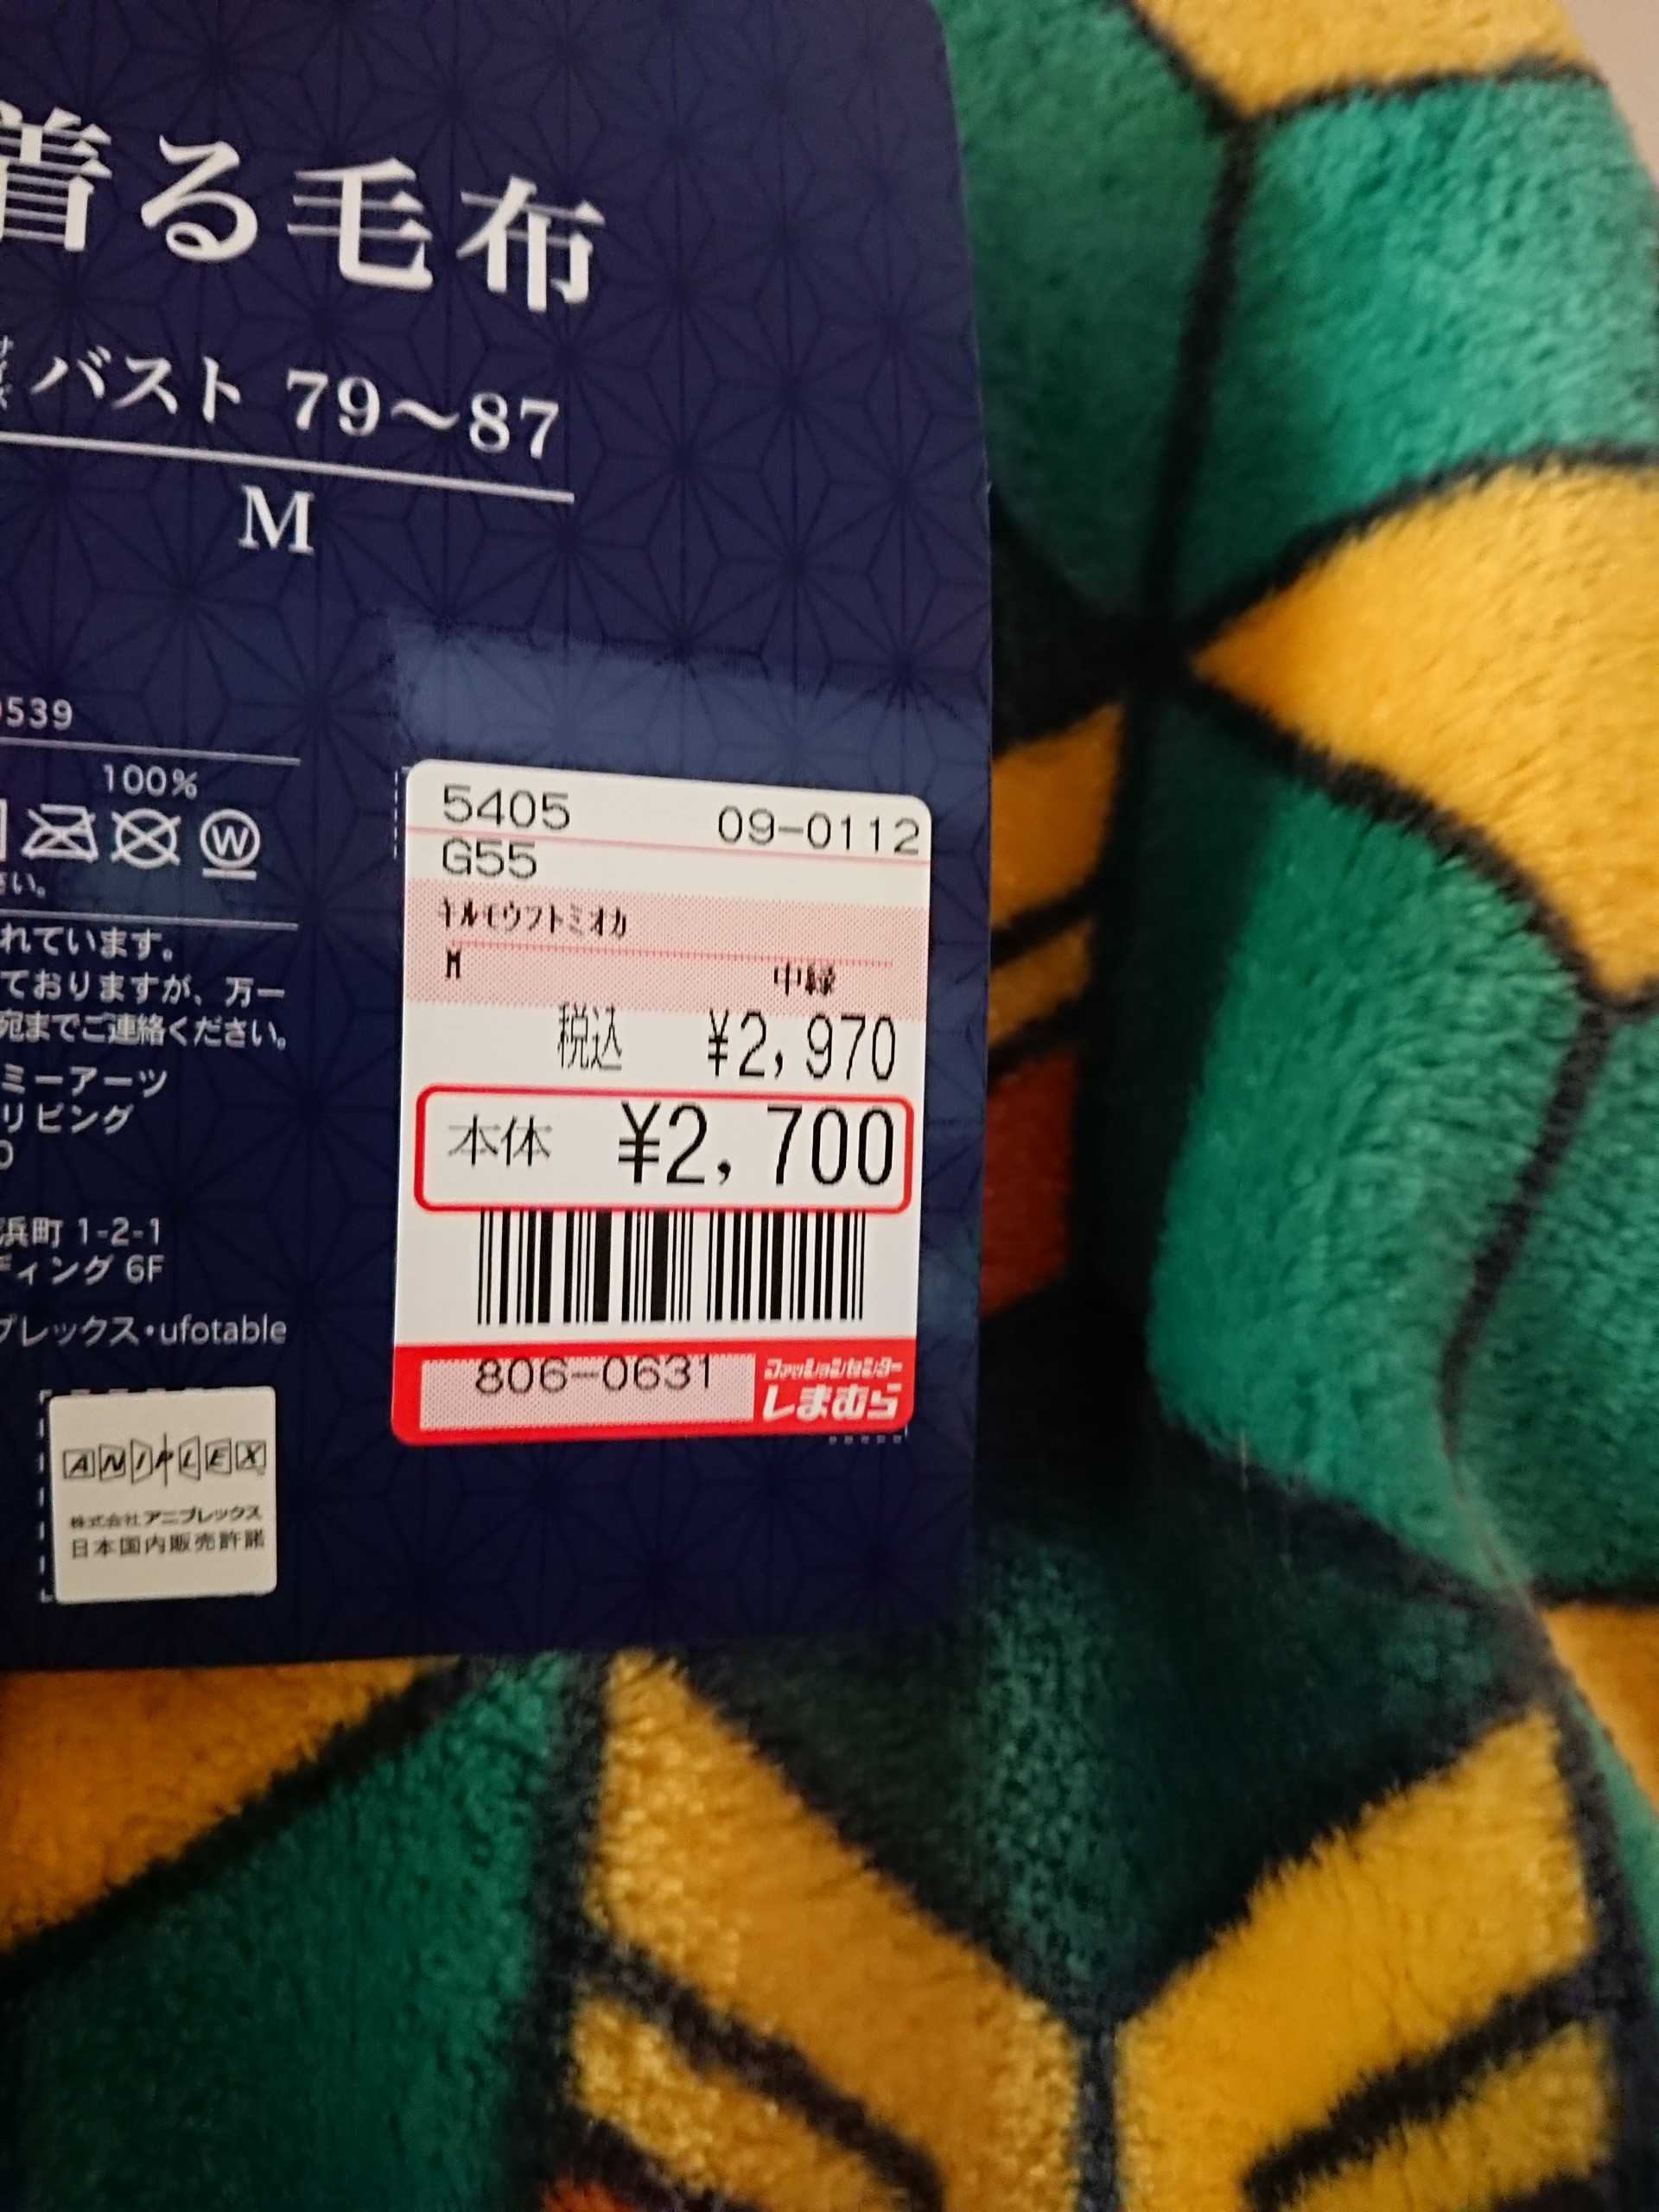 着る毛布
サイズ バスト 79～87
M
539
100%
W
さい。
れています。
ておりますが、万一
宛までご連絡ください。
ミーアーツ
リビング
浜町 1-2-1
ディング 6F
プレックス・ufotable
ANIPLEX
株式会社アニプレックス
日本国内販売許諾
5405 09-0112
G55
キルモウフトミオカ
M 中緑
税込 ¥2,970
本体 ¥2,700
806-0631
ファッションセンター
しまむら